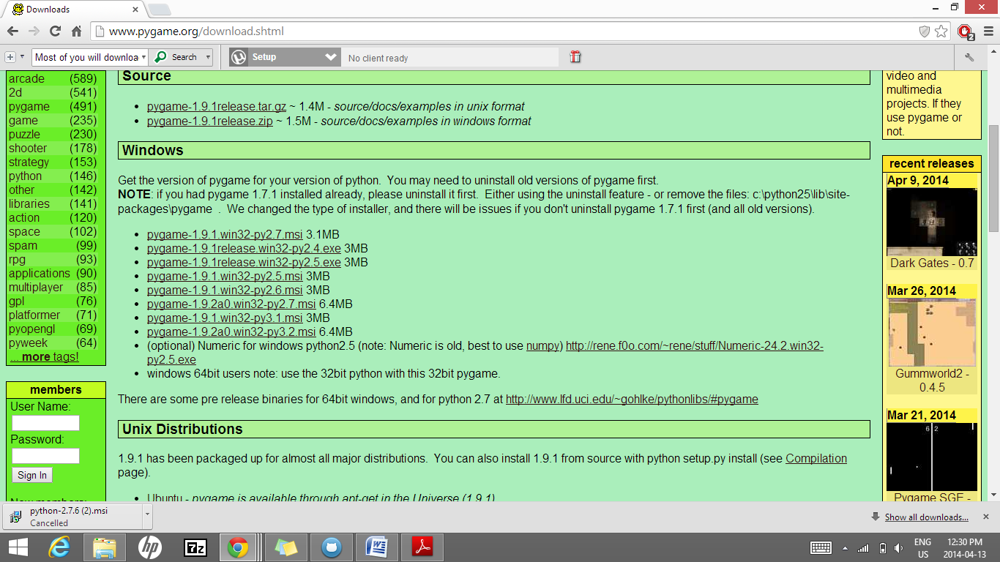 Downloads
www.pygame.org/download.shtml
2
Most of you will downloa
Search
Setup
No client ready
arcade (589)
2d (541)
pygame (491)
game (235)
puzzle (230)
shooter (178)
strategy (153)
python (146)
other (142)
libraries (141)
action (120)
space (102)
spam (99)
rpg (93)
applications (90)
multiplayer (85)
gpl (76)
platformer (71)
pyopengl (69)
pyweek (64)
... more tags!
members
User Name:
Password:
Sign In
New members:
Source
pygame-1.9.1release.tar.gz ~ 1.4M - source/docs/examples in unix format
pygame-1.9.1release.zip ~ 1.5M - source/docs/examples in windows format
Windows
Get the version of pygame for your version of python.  You may need to uninstall old versions of pygame first.
NOTE: if you had pygame 1.7.1 installed already, please uninstall it first.  Either using the uninstall feature - or remove the files: c:\python25\lib\site-
packages\pygame  .  We changed the type of installer, and there will be issues if you don't uninstall pygame 1.7.1 first (and all old versions).
pygame-1.9.1.win32-py2.7.msi 3.1MB
pygame-1.9.1release.win32-py2.4.exe 3MB
pygame-1.9.1release.win32-py2.5.exe 3MB
pygame-1.9.1.win32-py2.5.msi 3MB
pygame-1.9.1.win32-py2.6.msi 3MB
pygame-1.9.2a0.win32-py2.7.msi 6.4MB
pygame-1.9.1.win32-py3.1.msi 3MB
pygame-1.9.2a0.win32-py3.2.msi 6.4MB
(optional) Numeric for windows python2.5 (note: Numeric is old, best to use numpy) http://rene.f0o.com/~rene/stuff/Numeric-24.2.win32-
py2.5.exe
windows 64bit users note: use the 32bit python with this 32bit pygame.
There are some pre release binaries for 64bit windows, and for python 2.7 at http://www.lfd.uci.edu/~gohlke/pythonlibs/#pygame
Unix Distributions
1.9.1 has been packaged up for almost all major distributions.  You can also install 1.9.1 from source with python setup.py install (see Compilation
page).
Ubuntu - pygame is available through apt-get in the Universe (1.9.1)
video and
multimedia
projects. If they
use pygame or
not.
recent releases
Apr 9, 2014
Dark Gates - 0.7
Mar 26, 2014
Gummworld2 -
0.4.5
Mar 21, 2014
6 2
Pygame SGE -
python-2.7.6 (2).msi
Cancelled
Show all downloads...
hp
7z
ENG
US
12:30 PM
2014-04-13